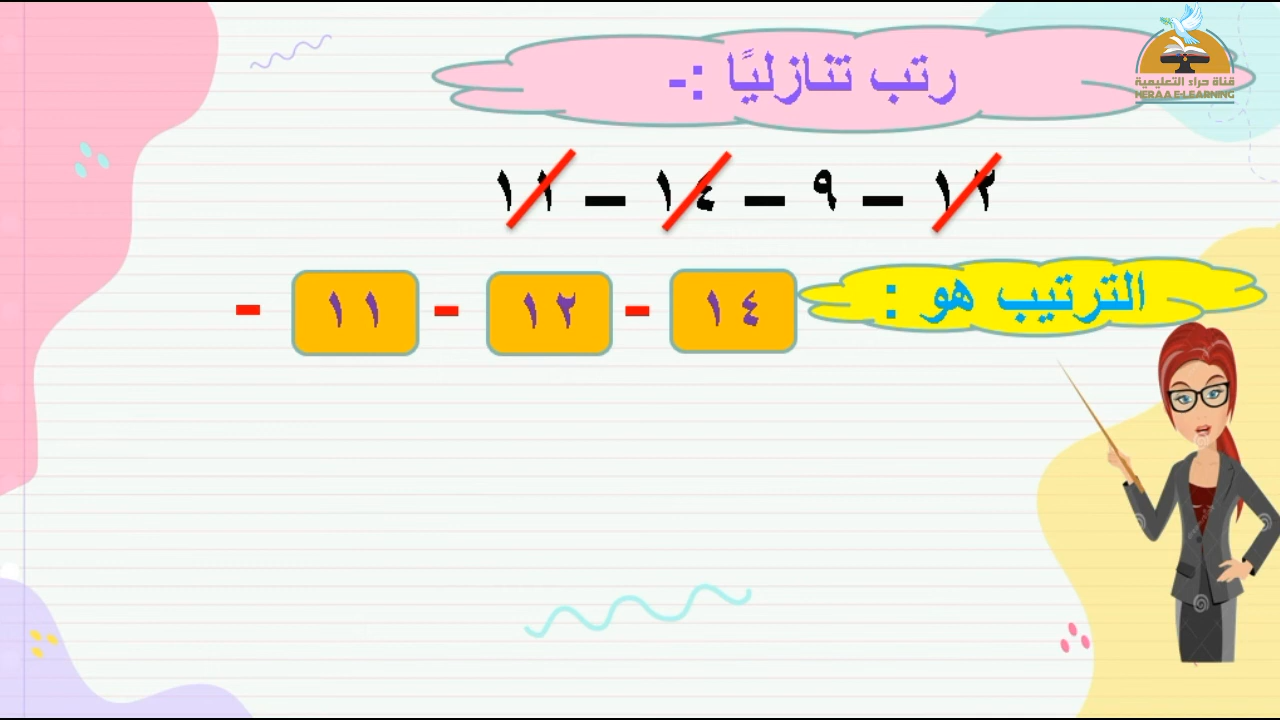 قناة حراء التعليمية
HERAA E-LEARNING
رتب تنازليًا :-
١٢ – ٩ – ١٤ – ١١
الترتيب هو : ١٤ - ١٢ - ١١ -